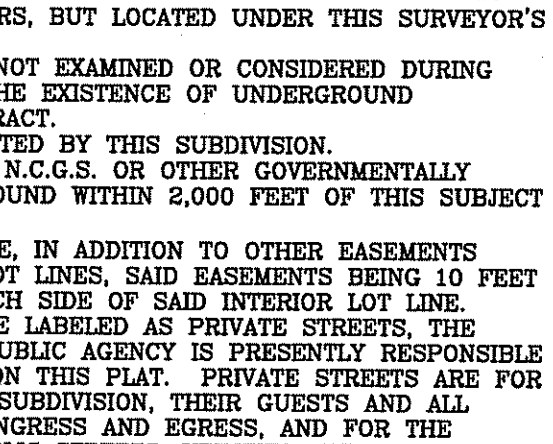 RS, BUT LOCATED UNDER THIS SURVEYOR'S
NOT EXAMINED OR CONSIDERED DURING
HE EXISTENCE OF UNDERGROUND
RACT.
TED BY THIS SUBDIVISION.
N.C.G.S. OR OTHER GOVERNMENTALLY
OUND WITHIN 2,000 FEET OF THIS SUBJECT
E, IN ADDITION TO OTHER EASEMENTS
OT LINES, SAID EASEMENTS BEING 10 FEET
CH SIDE OF SAID INTERIOR LOT LINE.
E LABELED AS PRIVATE STREETS, THE
UBLIC AGENCY IS PRESENTLY RESPONSIBLE
ON THIS PLAT. PRIVATE STREETS ARE FOR
SUBDIVISION, THEIR GUESTS AND ALL
NGRESS AND EGRESS, AND FOR THE